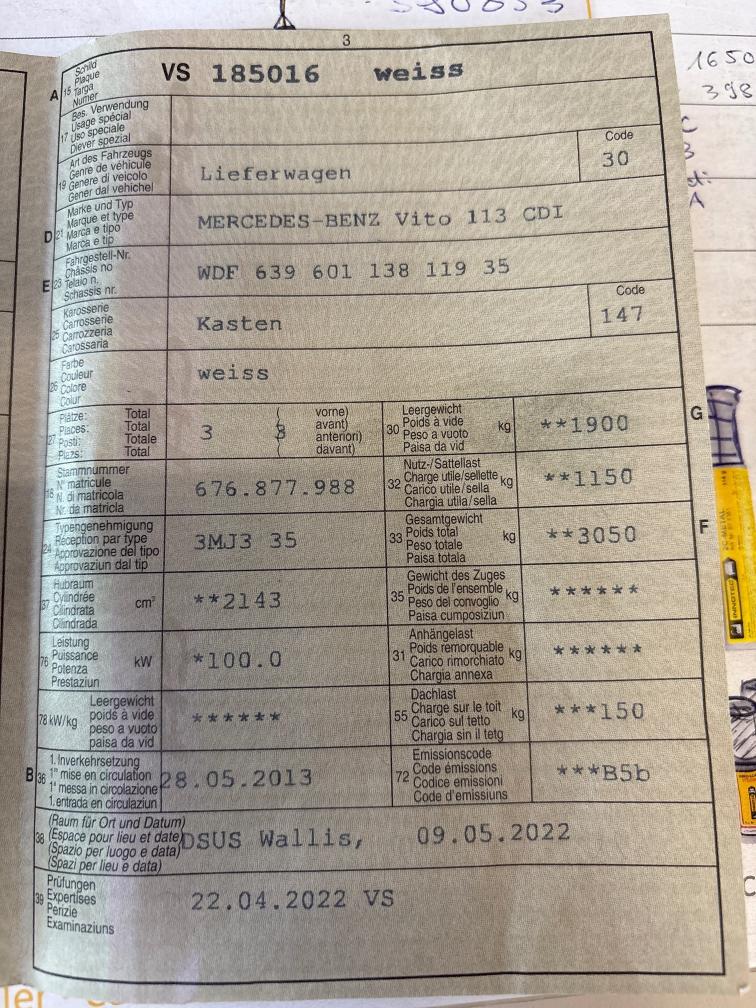 3
A 15 Schild Plaque Targa Numer VS 185016 weiss
17 Bes. Verwendung
Usage spécial
Uso speciale
Diever spezial
19 Art des Fahrzeugs
Genre de véhicule
Genere di veicolo
Gener dal vehichel
Lieferwagen
Code
30
D 21 Marke und Typ
Marque et type
Marca e tipo
Marca e tip
MERCEDES-BENZ Vito 113 CDI
E 23 Fahrgestell-Nr.
Châssis no
Telaio n.
Schassis nr.
WDF 639 601 138 119 35
25 Karosserie
Carrosserie
Carrozzeria
Carossaria
Kasten
Code
147
26 Farbe
Couleur
Colore
Colur
weiss
27 Plätze: Total
Places: Total
Posti: Totale
Plazs: Total
3 ( 3 vorne)
avant)
anteriori)
davant)
30 Leergewicht
Poids à vide
Peso a vuoto
Paisa da vid
kg
**1900
G
18 Stammnummer
N° matricule
N. di matricola
Nr. da matricla
676.877.988
32 Nutz-/Sattellast
Charge utile/sellette
Carico utile/sella
Chargia utila/sella
kg
**1150
24 Typengenehmigung
Réception par type
Approvazione del tipo
Approvaziun dal tip
3MJ3 35
33 Gesamtgewicht
Poids total
Peso totale
Paisa totala
kg
**3050
F
37 Hubraum
Cylindrée
Cilindrata
Cilindrada
cm³
**2143
35 Gewicht des Zuges
Poids de l'ensemble
Peso del convoglio
Paisa cumposiziun
kg
******
76 Leistung
Puissance
Potenza
Prestaziun
kW
*100.0
31 Anhängelast
Poids remorquable
Carico rimorchiato
Chargia annexa
kg
******
78 kW/kg Leergewicht
poids à vide
peso a vuoto
paisa da vid
******
55 Dachlast
Charge sur le toit
Carico sul tetto
Chargia sin il tetg
kg
***150
B 36 1. Inverkehrsetzung
1re mise en circulation
1a messa in circolazione
1. entrada en circulaziun
28.05.2013
72 Emissionscode
Code émissions
Codice emissioni
Code d'emissiuns
***B5b
38 (Raum für Ort und Datum)
(Espace pour lieu et date)
(Spazio per luogo e data)
(Spazi per lieu e data)
DSUS Wallis, 09.05.2022
39 Prüfungen
Expertises
Perizie
Examinaziuns
22.04.2022 VS
1650
398
C
3
A
INNOTEC